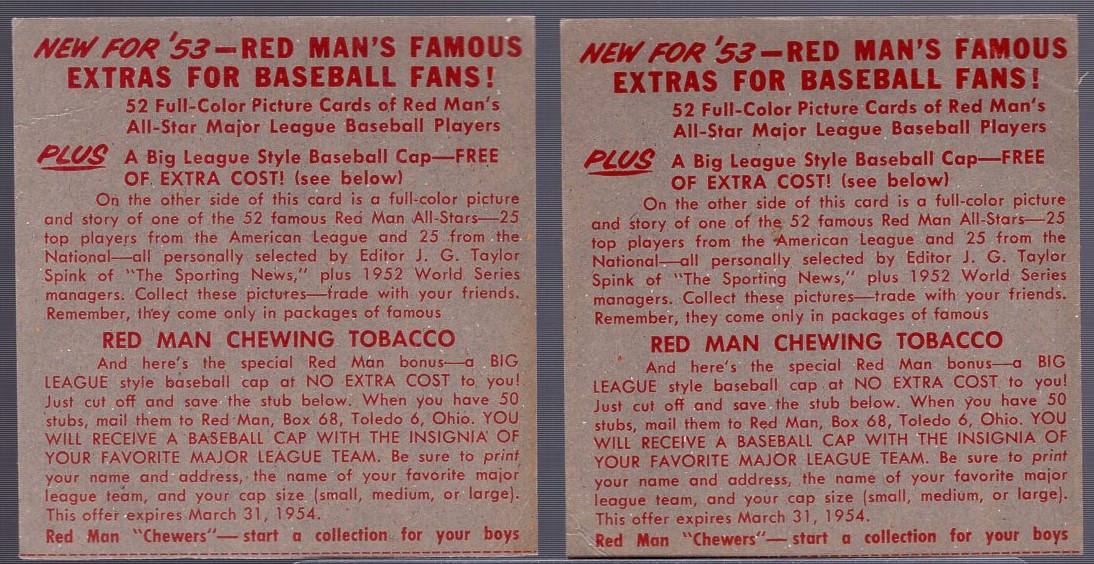 NEW FOR '53—RED MAN'S FAMOUS
EXTRAS FOR BASEBALL FANS!
52 Full-Color Picture Cards of Red Man's
All-Star Major League Baseball Players
PLUS A Big League Style Baseball Cap—FREE
OF EXTRA COST! (see below)
On the other side of this card is a full-color picture
and story of one of the 52 famous Red Man All-Stars—25
top players from the American League and 25 from the
National—all personally selected by Editor J. G. Taylor
Spink of "The Sporting News," plus 1952 World Series
managers. Collect these pictures—trade with your friends.
Remember, they come only in packages of famous
RED MAN CHEWING TOBACCO
And here's the special Red Man bonus—a BIG
LEAGUE style baseball cap at NO EXTRA COST to you!
Just cut off and save the stub below. When you have 50
stubs, mail them to Red Man, Box 68, Toledo 6, Ohio. YOU
WILL RECEIVE A BASEBALL CAP WITH THE INSIGNIA OF
YOUR FAVORITE MAJOR LEAGUE TEAM. Be sure to print
your name and address, the name of your favorite major
league team, and your cap size (small, medium, or large).
This offer expires March 31, 1954.
Red Man "Chewers"—start a collection for your boys
NEW FOR '53—RED MAN'S FAMOUS
EXTRAS FOR BASEBALL FANS!
52 Full-Color Picture Cards of Red Man's
All-Star Major League Baseball Players
PLUS A Big League Style Baseball Cap—FREE
OF EXTRA COST! (see below)
On the other side of this card is a full-color picture
and story of one of the 52 famous Red Man All-Stars—25
top players from the American League and 25 from the
National—all personally selected by Editor J. G. Taylor
Spink of "The Sporting News," plus 1952 World Series
managers. Collect these pictures—trade with your friends.
Remember, they come only in packages of famous
RED MAN CHEWING TOBACCO
And here's the special Red Man bonus—a BIG
LEAGUE style baseball cap at NO EXTRA COST to you!
Just cut off and save the stub below. When you have 50
stubs, mail them to Red Man, Box 68, Toledo 6, Ohio. YOU
WILL RECEIVE A BASEBALL CAP WITH THE INSIGNIA OF
YOUR FAVORITE MAJOR LEAGUE TEAM. Be sure to print
your name and address, the name of your favorite major
league team, and your cap size (small, medium, or large).
This offer expires March 31, 1954.
Red Man "Chewers"—start a collection for your boys